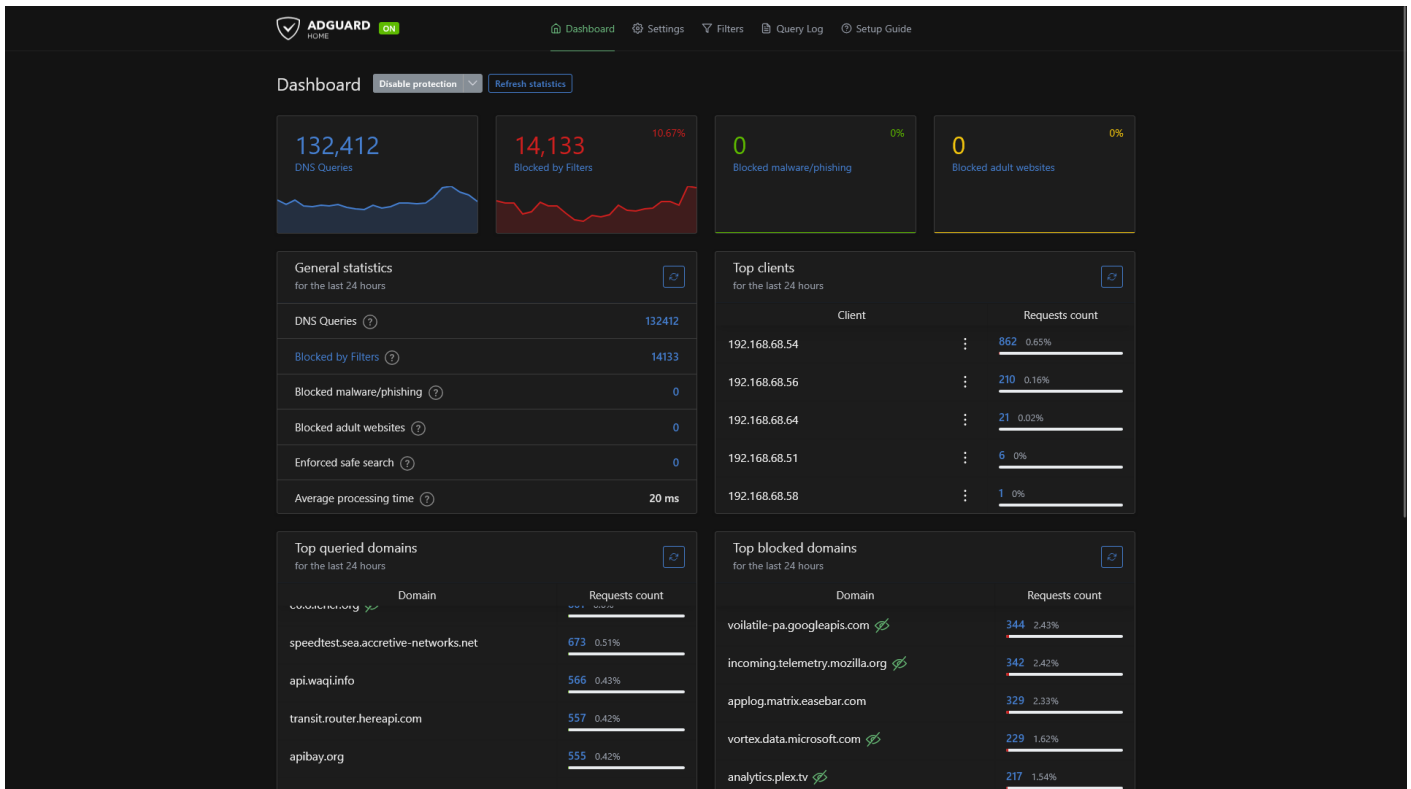 ADGUARD ON
HOME
Dashboard Settings Filters Query Log Setup Guide
Dashboard Disable protection Refresh statistics
132,412
DNS Queries
10.67%
14,133
Blocked by Filters
0%
0
Blocked malware/phishing
0%
0
Blocked adult websites
General statistics
for the last 24 hours
DNS Queries ? 132412
Blocked by Filters ? 14133
Blocked malware/phishing ? 0
Blocked adult websites ? 0
Enforced safe search ? 0
Average processing time ? 20 ms
Top clients
for the last 24 hours
Client Requests count
192.168.68.54 862 0.65%
192.168.68.56 210 0.16%
192.168.68.64 21 0.02%
192.168.68.51 6 0%
192.168.68.58 1 0%
Top queried domains
for the last 24 hours
Domain Requests count
speedtest.sea.accretive-networks.net 673 0.51%
api.waqi.info 566 0.43%
transit.router.hereapi.com 557 0.42%
apibay.org 555 0.42%
Top blocked domains
for the last 24 hours
Domain Requests count
voilatile-pa.googleapis.com 344 2.43%
incoming.telemetry.mozilla.org 342 2.42%
applog.matrix.easebar.com 329 2.33%
vortex.data.microsoft.com 229 1.62%
analytics.plex.tv 217 1.54%